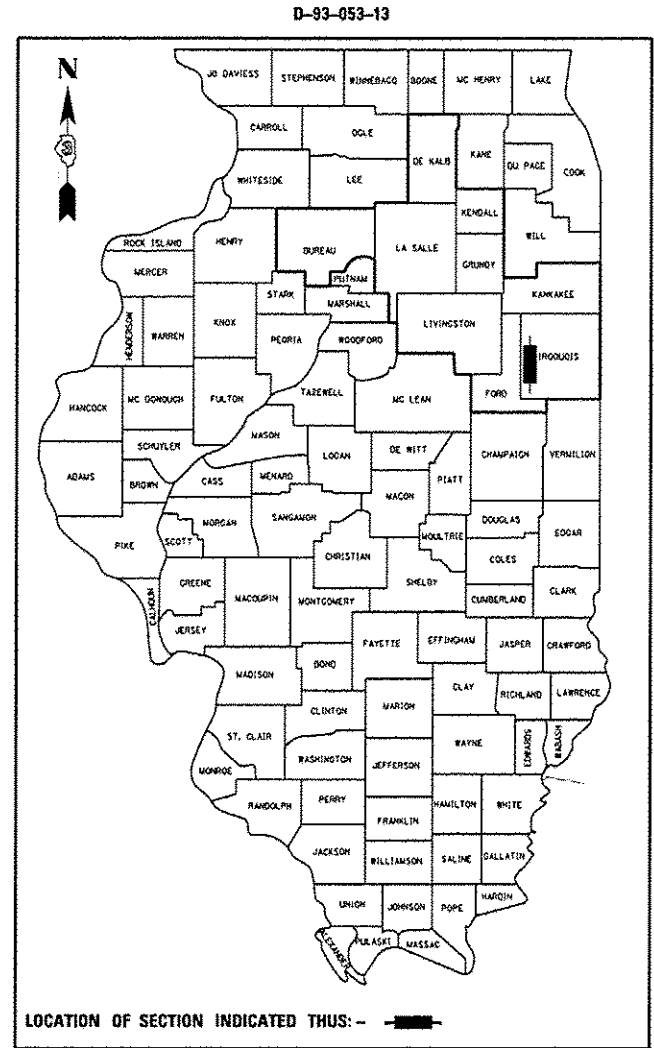 D-93-053-13
N
JO DAVIESS STEPHENSON WINNEBAGO BOONE MC HENRY LAKE
CARROLL OGLE DE KALB KANE DU PAGE COOK
WHITESIDE LEE
KENDALL
ROCK ISLAND HENRY BUREAU LA SALLE GRUNDY WILL
MERCER PUTNAM KANKAKEE
STARK MARSHALL
HENDERSON WARREN KNOX PEORIA WOODFORD LIVINGSTON IROQUOIS
FORD
HANCOCK MC DONOUGH FULTON TAZEWELL MC LEAN
MASON
SCHUYLER LOGAN DE WITT CHAMPAIGN VERMILION
ADAMS BROWN CASS MENARD PIATT
MACON
MORGAN SANGAMON DOUGLAS EDGAR
PIKE SCOTT CHRISTIAN MOULTRIE COLES
SHELBY
CALHOUN GREENE MACOUPIN MONTGOMERY CUMBERLAND CLARK
JERSEY FAYETTE EFFINGHAM JASPER CRAWFORD
MADISON BOND
CLAY RICHLAND LAWRENCE
CLINTON MARION
ST. CLAIR WAYNE EDWARDS WABASH
MONROE WASHINGTON JEFFERSON
RANDOLPH PERRY HAMILTON WHITE
FRANKLIN
JACKSON WILLIAMSON SALINE GALLATIN
UNION JOHNSON POPE HARDIN
ALEXANDER PULASKI MASSAC
LOCATION OF SECTION INDICATED THUS: -